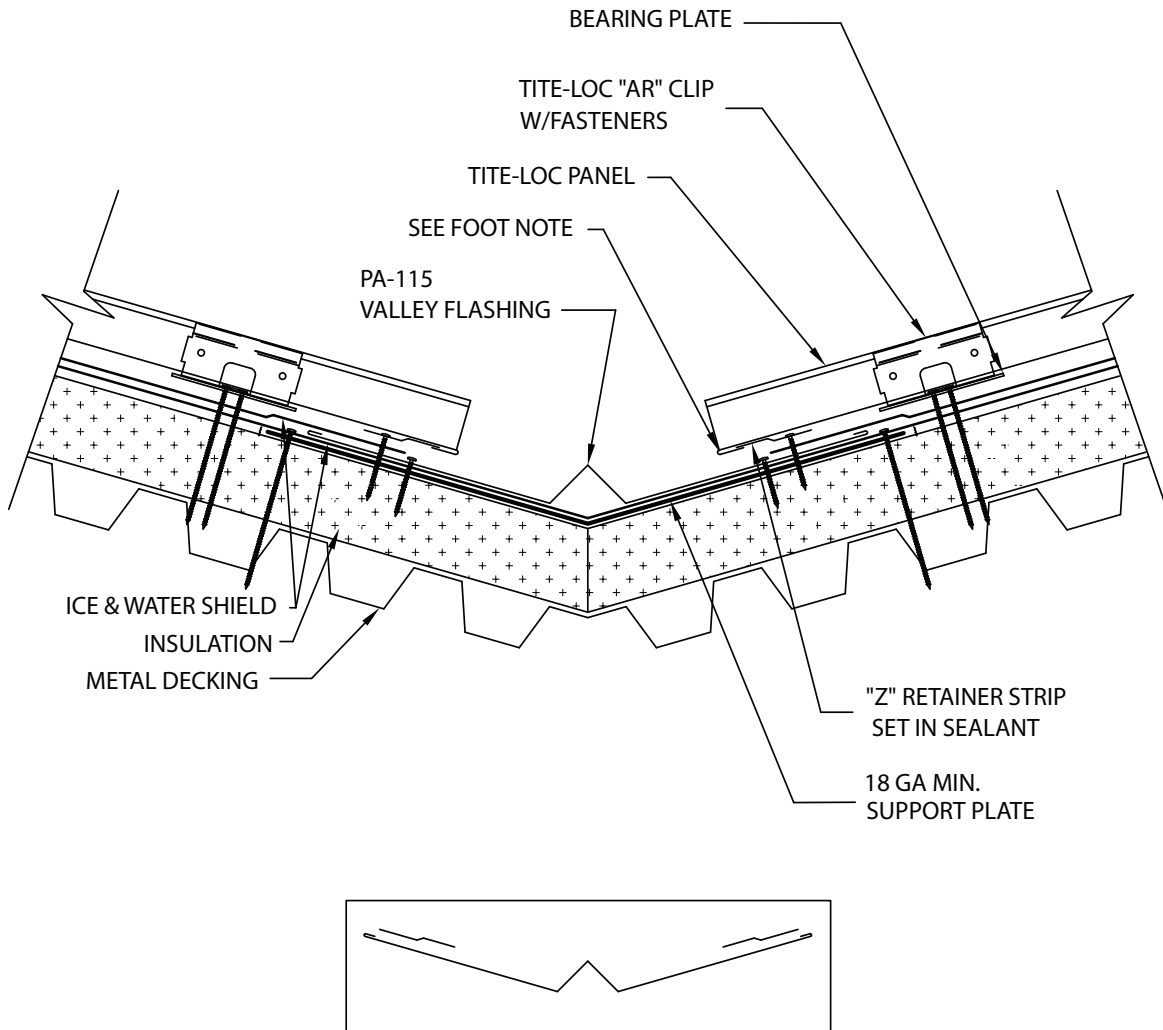 BEARING PLATE
TITE-LOC "AR" CLIP
W/FASTENERS
TITE-LOC PANEL
SEE FOOT NOTE
PA-115
VALLEY FLASHING
ICE & WATER SHIELD
INSULATION
METAL DECKING
"Z" RETAINER STRIP
SET IN SEALANT
18 GA MIN.
SUPPORT PLATE